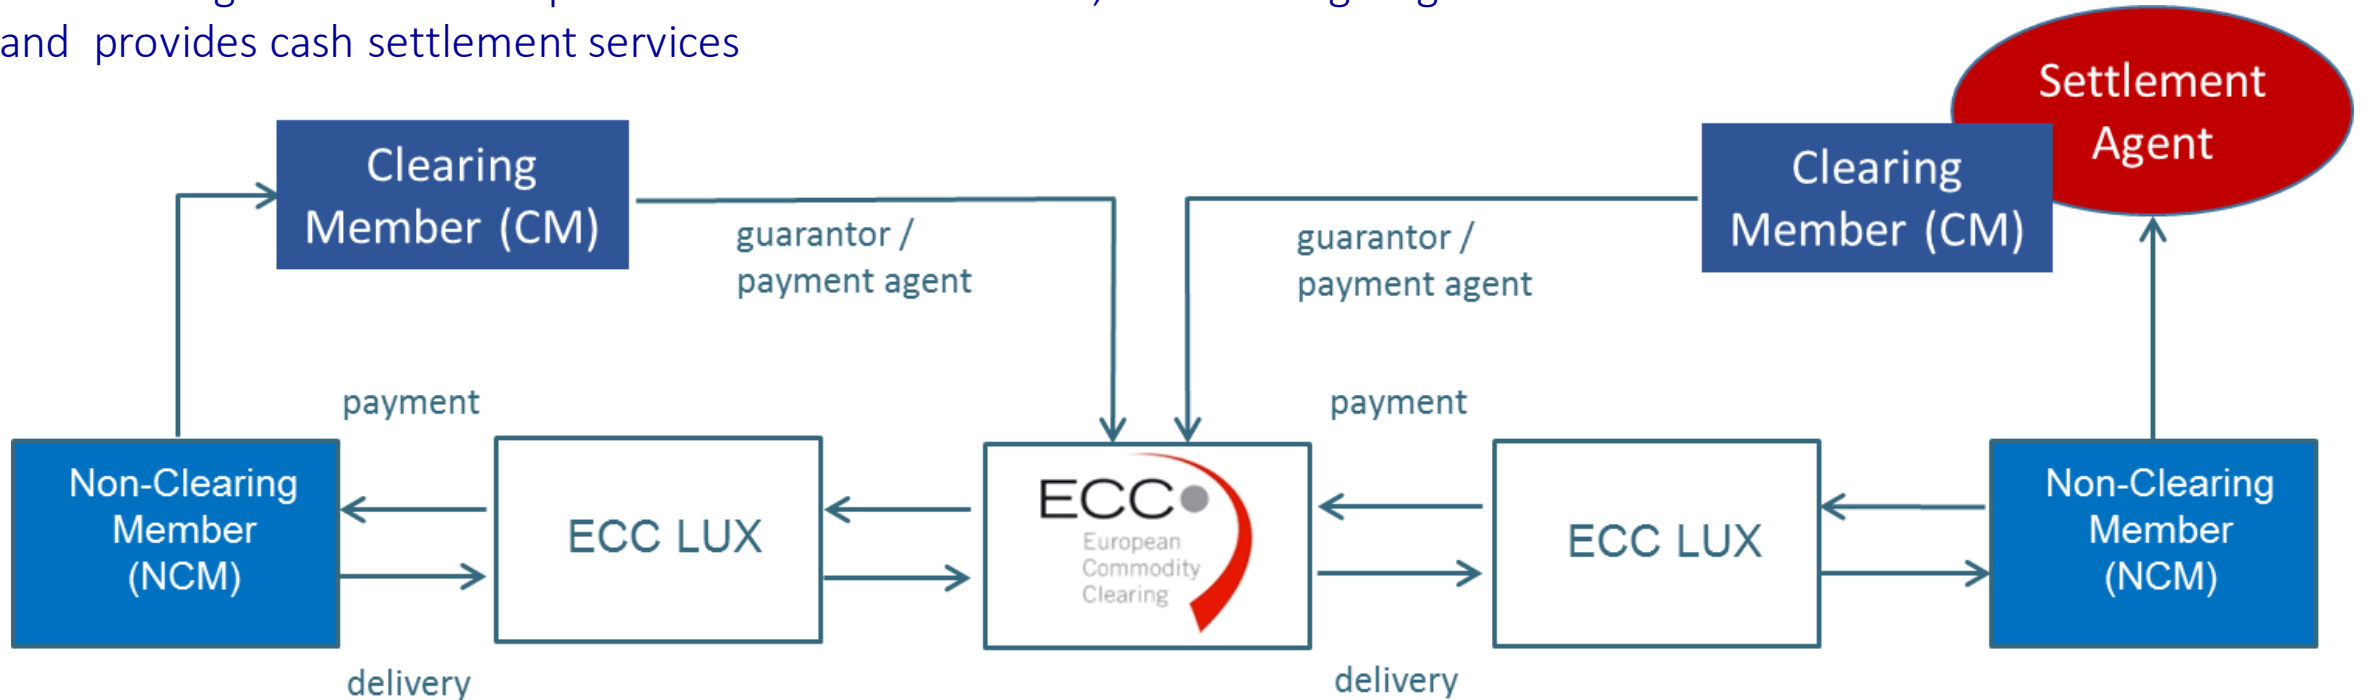 and provides cash settlement services
Settlement
Agent
Clearing
Member (CM)
Clearing
Member (CM)
guarantor /
payment agent
guarantor /
payment agent
payment
payment
Non-Clearing
Member
(NCM)
ECC LUX
ECC
European
Commodity
Clearing
ECC LUX
Non-Clearing
Member
(NCM)
delivery
delivery